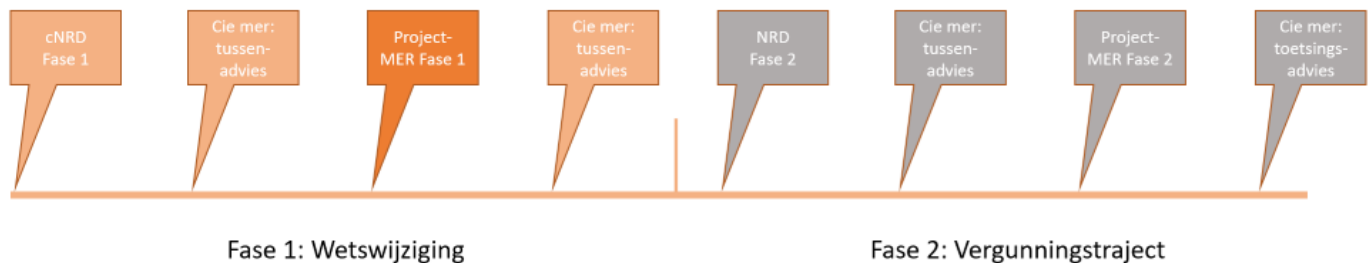 cNRD
Fase 1
Cie mer:
tussen-
advies
Project-
MER Fase 1
Cie mer:
tussen-
advies
NRD
Fase 2
Cie mer:
tussen-
advies
Project-
MER Fase 2
Cie mer:
toetsings-
advies
Fase 1: Wetswijziging
Fase 2: Vergunningstraject